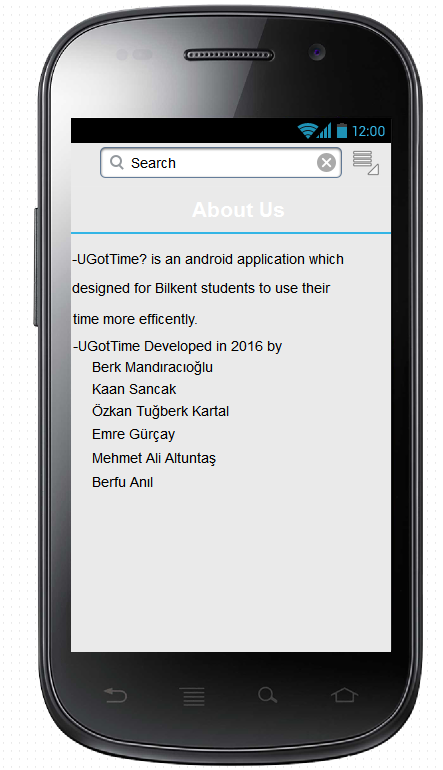 12:00
Search
About Us
-UGotTime? is an android application which
designed for Bilkent students to use their
time more efficently.
-UGotTime Developed in 2016 by
Berk Mandıracıoğlu
Kaan Sancak
Özkan Tuğberk Kartal
Emre Gürçay
Mehmet Ali Altuntaş
Berfu Anıl